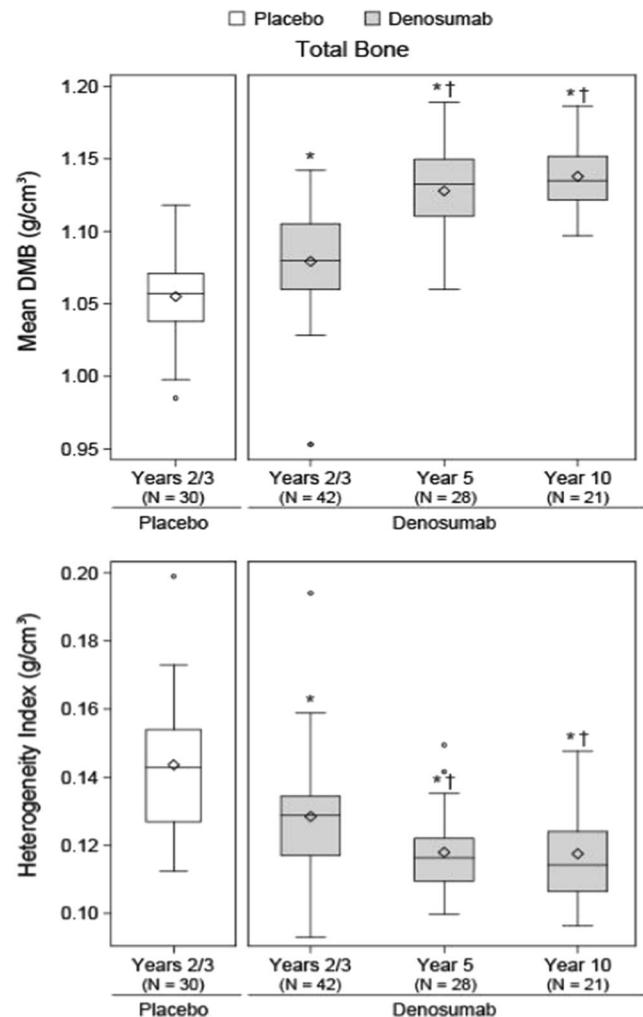 Placebo Denosumab
Total Bone
Mean DMB (g/cm³)
1.20
1.15
1.10
1.05
1.00
0.95
*
*†
*†
Years 2/3 Years 2/3 Year 5 Year 10
(N = 30) (N = 42) (N = 28) (N = 21)
Placebo Denosumab
Heterogeneity Index (g/cm³)
0.20
0.18
0.16
0.14
0.12
0.10
*
*†
*†
Years 2/3 Years 2/3 Year 5 Year 10
(N = 30) (N = 42) (N = 28) (N = 21)
Placebo Denosumab